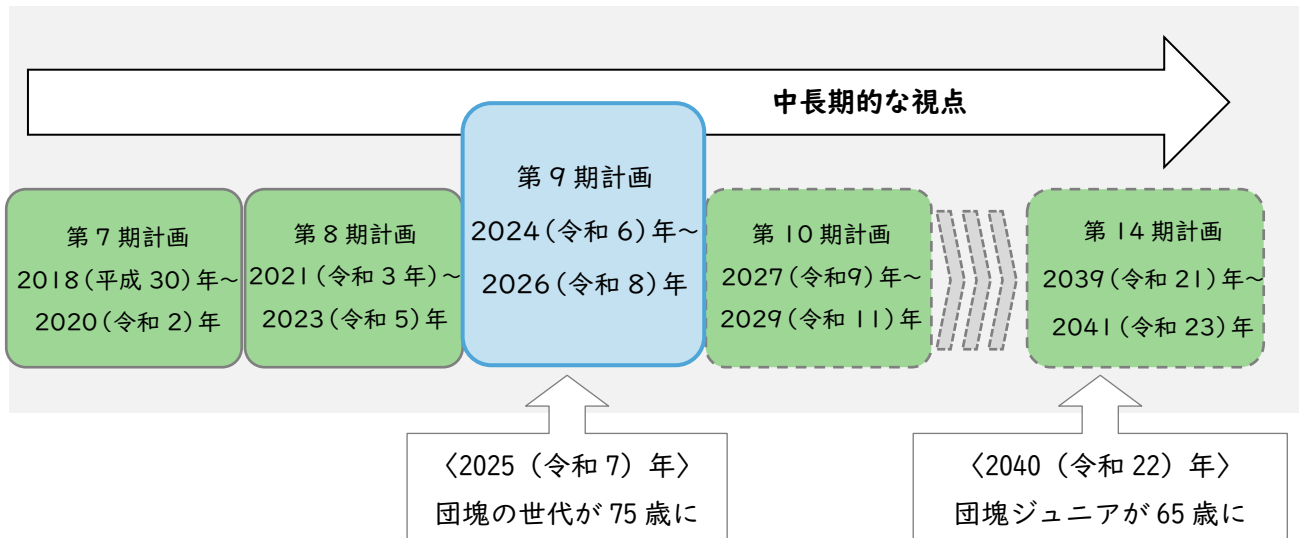 中長期的な視点
第 7 期計画
2018(平成 30)年~
2020(令和 2)年
第 8 期計画
2021(令和 3 年)~
2023(令和 5)年
第 9 期計画
2024(令和 6)年~
2026(令和 8)年
第 10 期計画
2027(令和9)年~
2029(令和 11)年
第 14 期計画
2039(令和 21)年~
2041(令和 23)年
〈2025(令和 7)年〉
団塊の世代が 75 歳に
〈2040(令和 22)年〉
団塊ジュニアが 65 歳に